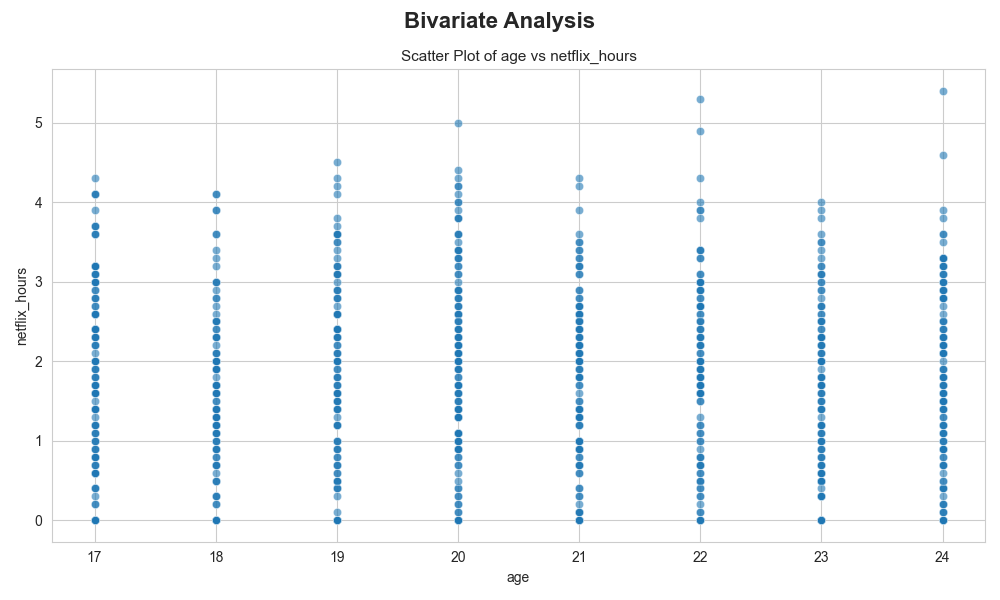 Bivariate Analysis
Scatter Plot of age vs netflix_hours
5
4
3
2
1
0
netflix_hours
17 18 19 20 21 22 23 24
age